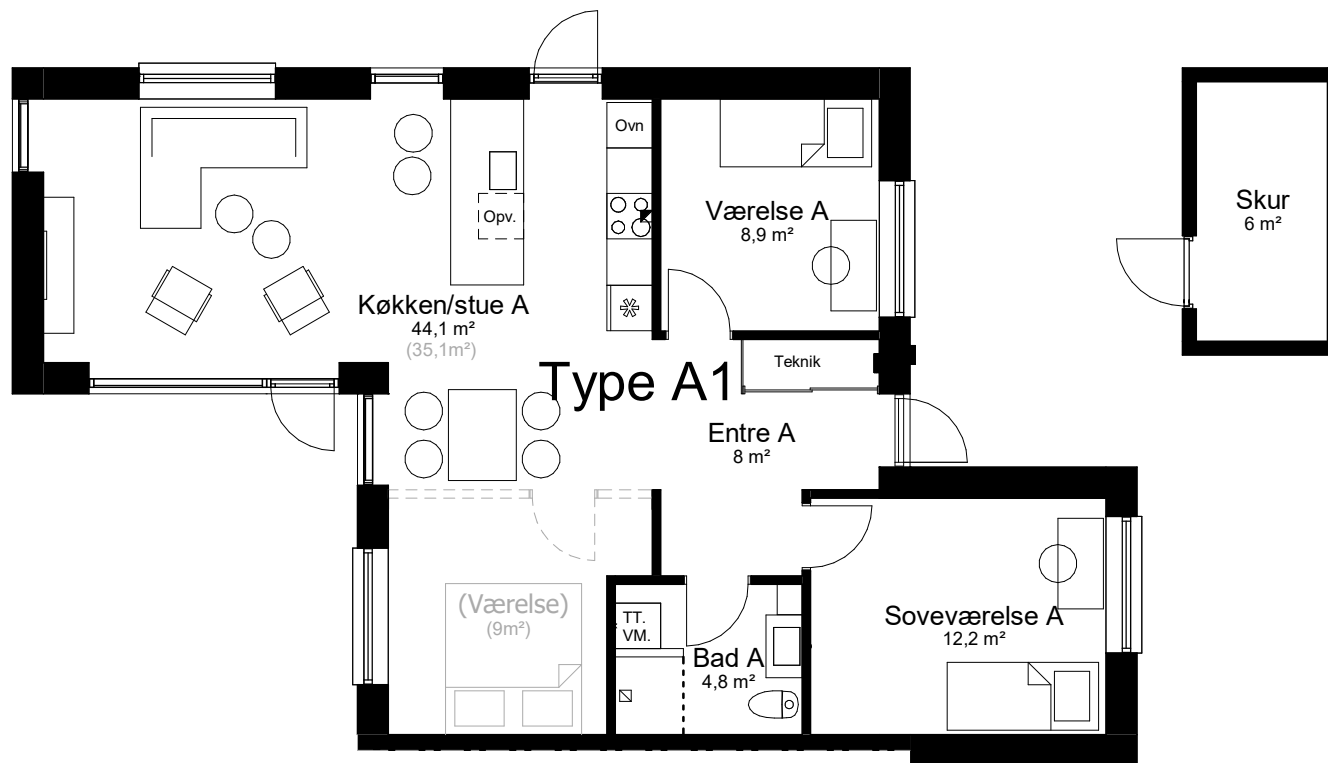 Ovn
Opv.
Værelse A
8,9 m²
Skur
6 m²
Køkken/stue A
44,1 m²
(35,1m²)
Type A1
Teknik
Entre A
8 m²
(Værelse)
(9m²)
TT.
VM.
Bad A
4,8 m²
Soveværelse A
12,2 m²